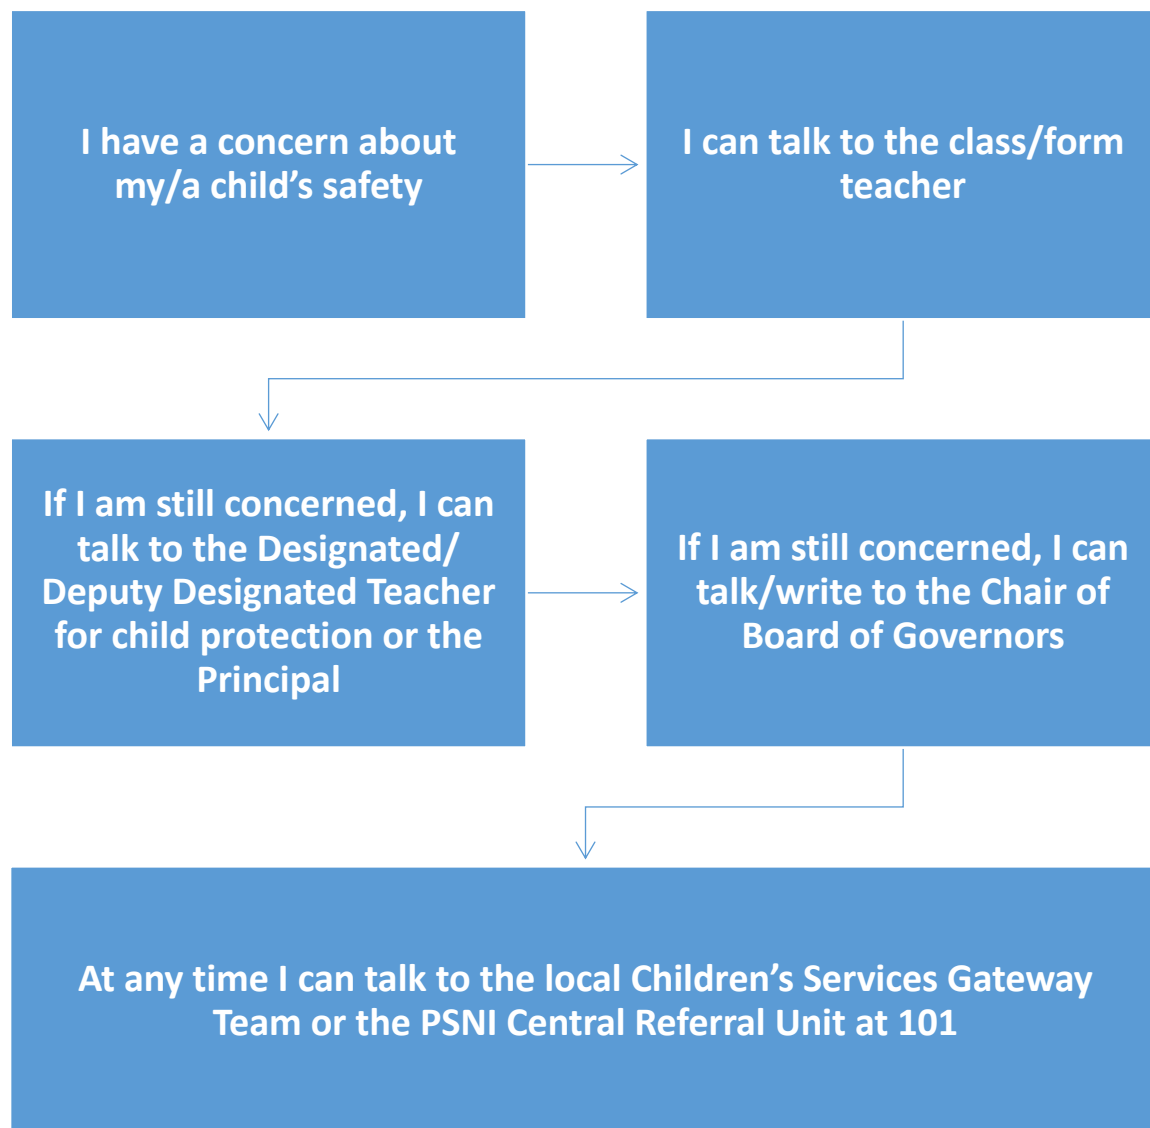 I have a concern about
my/a child’s safety
I can talk to the class/form
teacher
If I am still concerned, I can
talk to the Designated/
Deputy Designated Teacher
for child protection or the
Principal
If I am still concerned, I can
talk/write to the Chair of
Board of Governors
At any time I can talk to the local Children’s Services Gateway
Team or the PSNI Central Referral Unit at 101